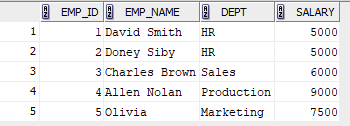 EMP_ID EMP_NAME DEPT SALARY
1 1 David Smith HR 5000
2 2 Doney Siby HR 5000
3 3 Charles Brown Sales 6000
4 4 Allen Nolan Production 9000
5 5 Olivia Marketing 7500